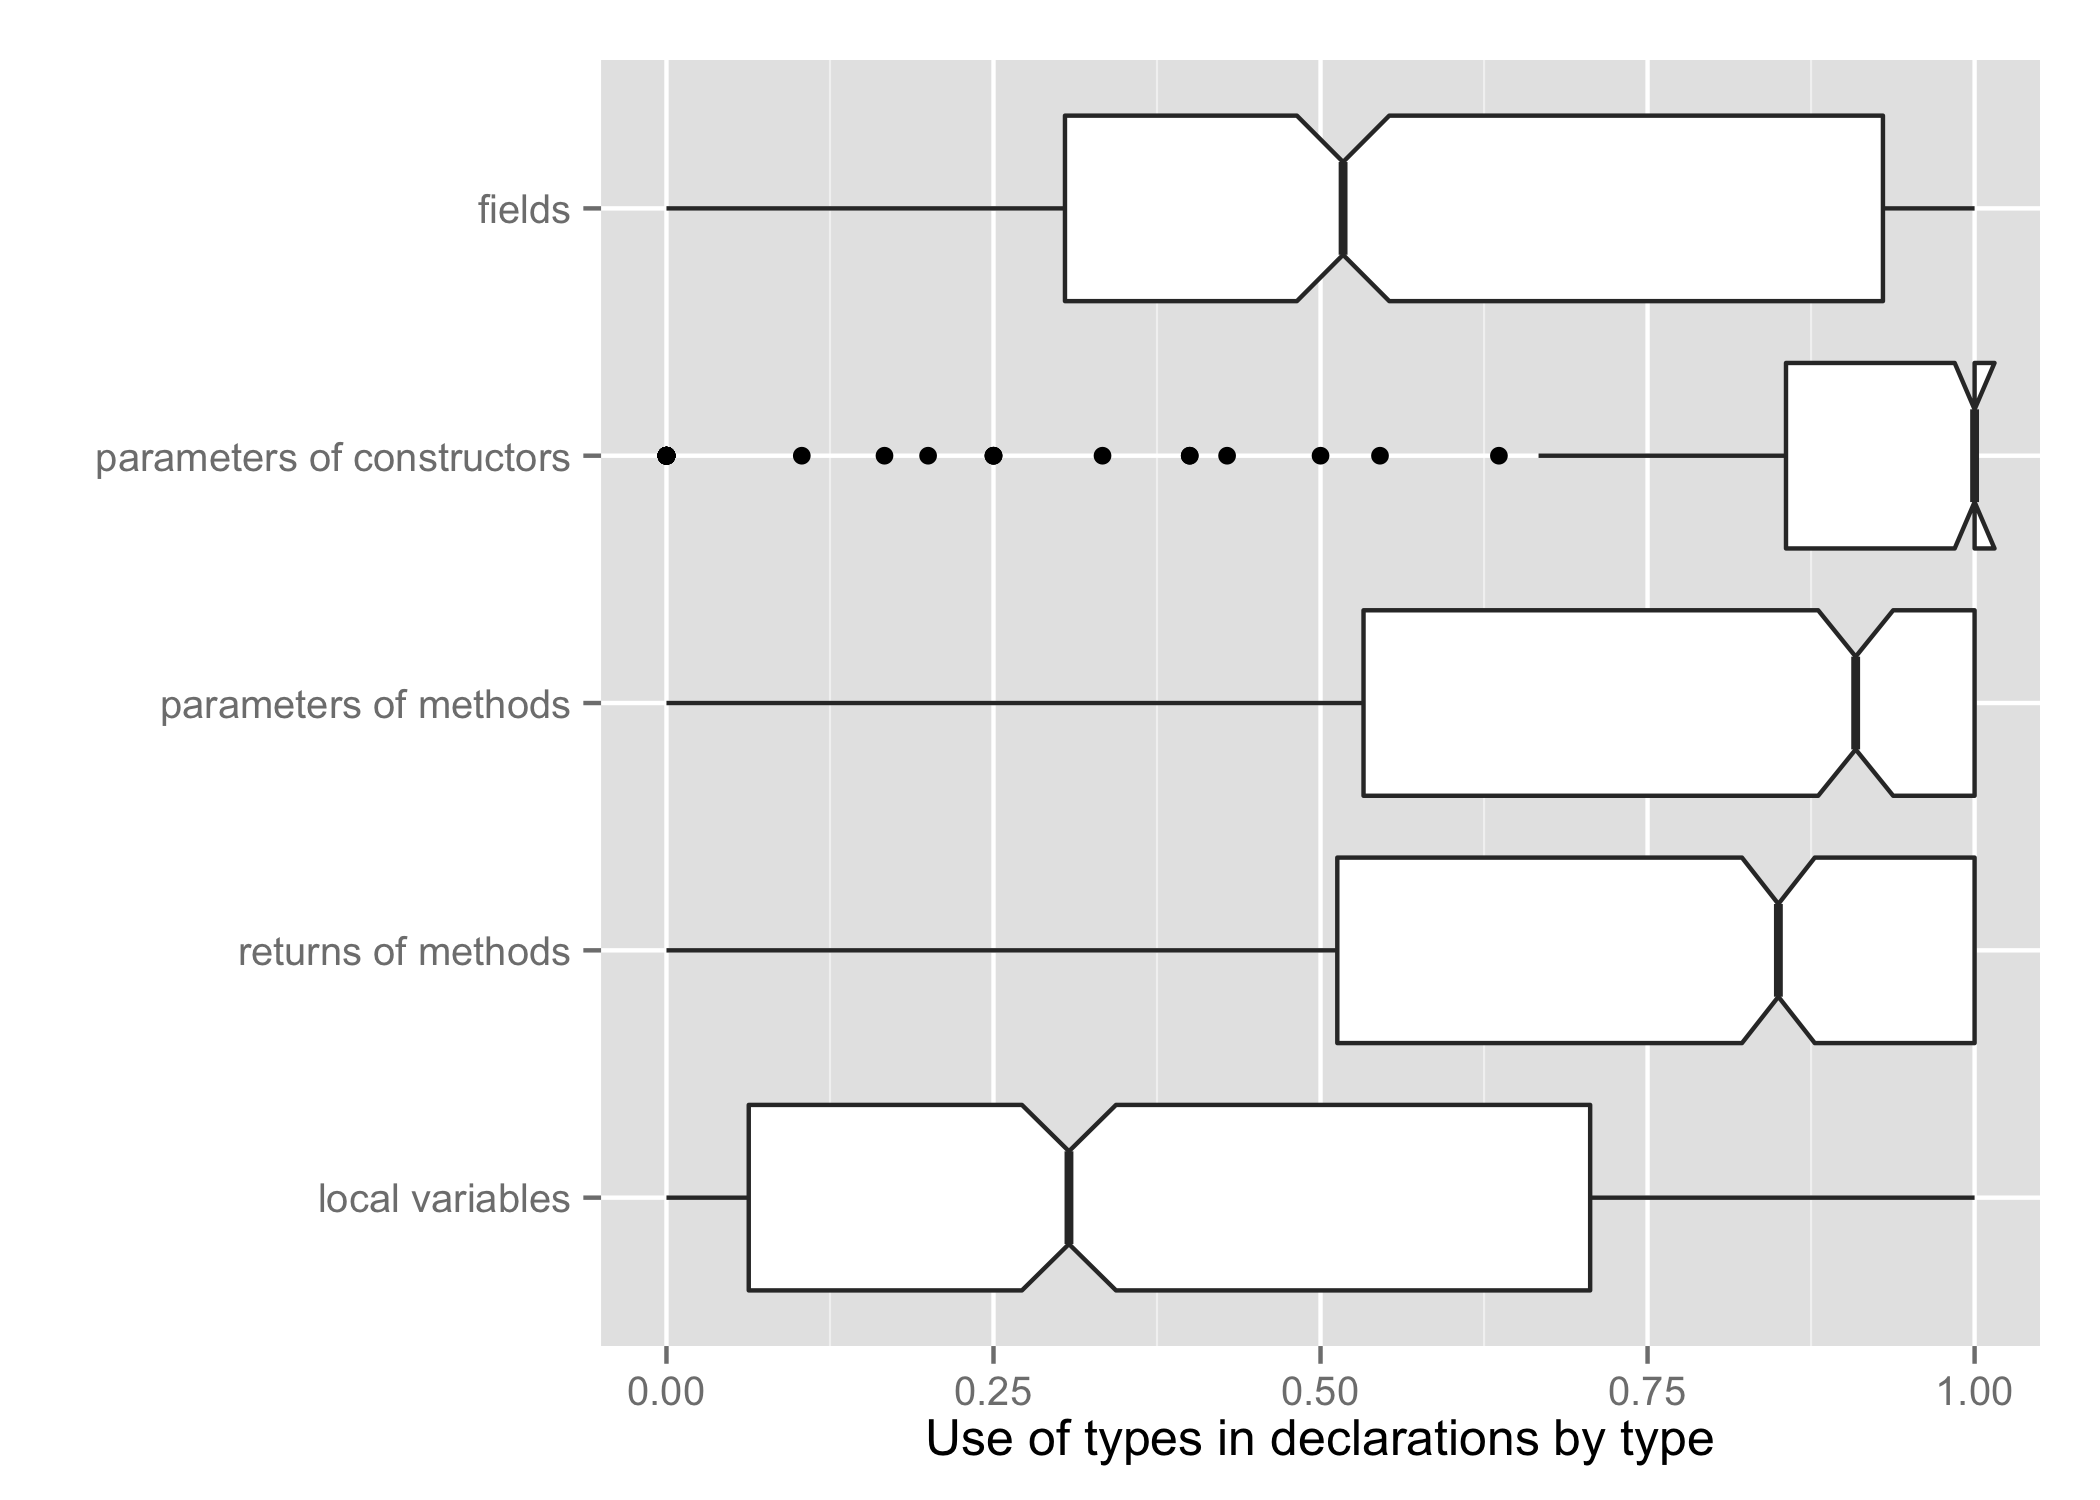 fields
parameters of constructors
parameters of methods
returns of methods
local variables
0.00 0.25 0.50 0.75 1.00
Use of types in declarations by type